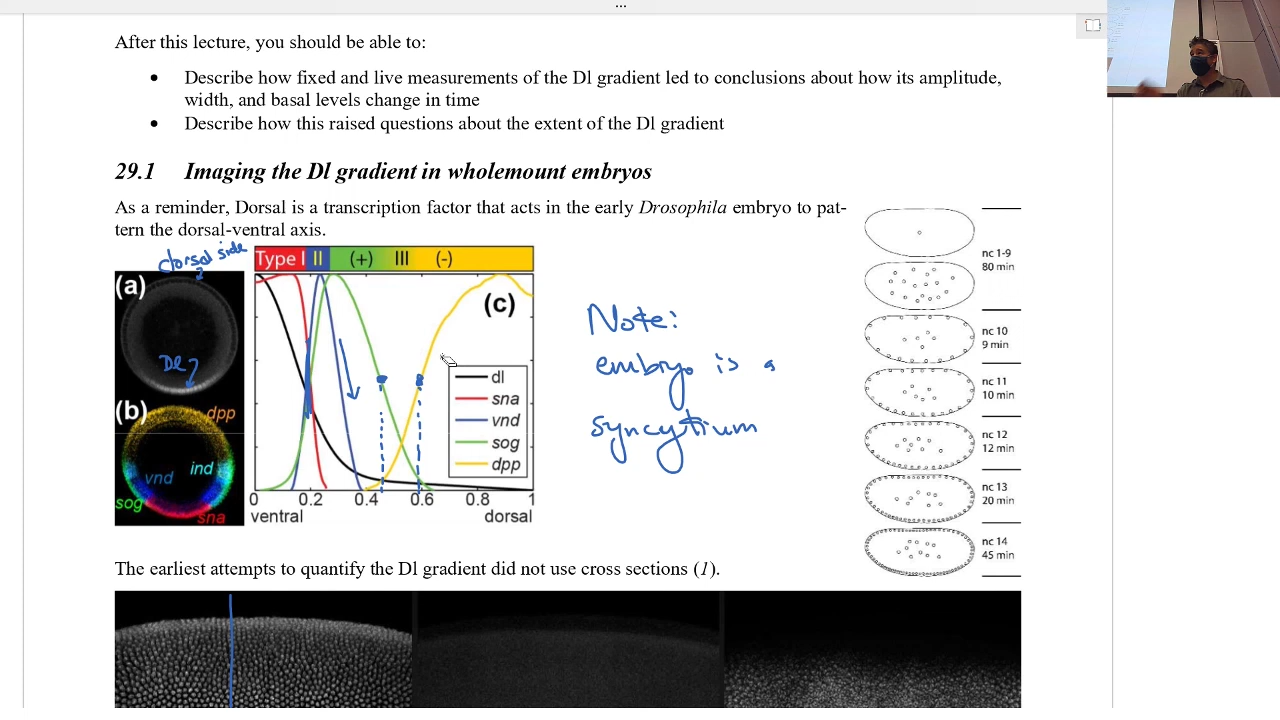 ...
After this lecture, you should be able to:
• Describe how fixed and live measurements of the Dl gradient led to conclusions about how its amplitude,
width, and basal levels change in time
• Describe how this raised questions about the extent of the Dl gradient
29.1 Imaging the Dl gradient in wholemount embryos
As a reminder, Dorsal is a transcription factor that acts in the early Drosophila embryo to pat-
tern the dorsal-ventral axis.
dorsal side
(a)
Dl
(b)
dpp
vnd
ind
sog
sna
Type I II (+) III (-)
(c)
dl
sna
vnd
sog
dpp
0 0.2 0.4 0.6 0.8 1
ventral dorsal
Note:
embryo is a
syncytium
nc 1-9
80 min
nc 10
9 min
nc 11
10 min
nc 12
12 min
nc 13
20 min
nc 14
45 min
The earliest attempts to quantify the Dl gradient did not use cross sections (1).